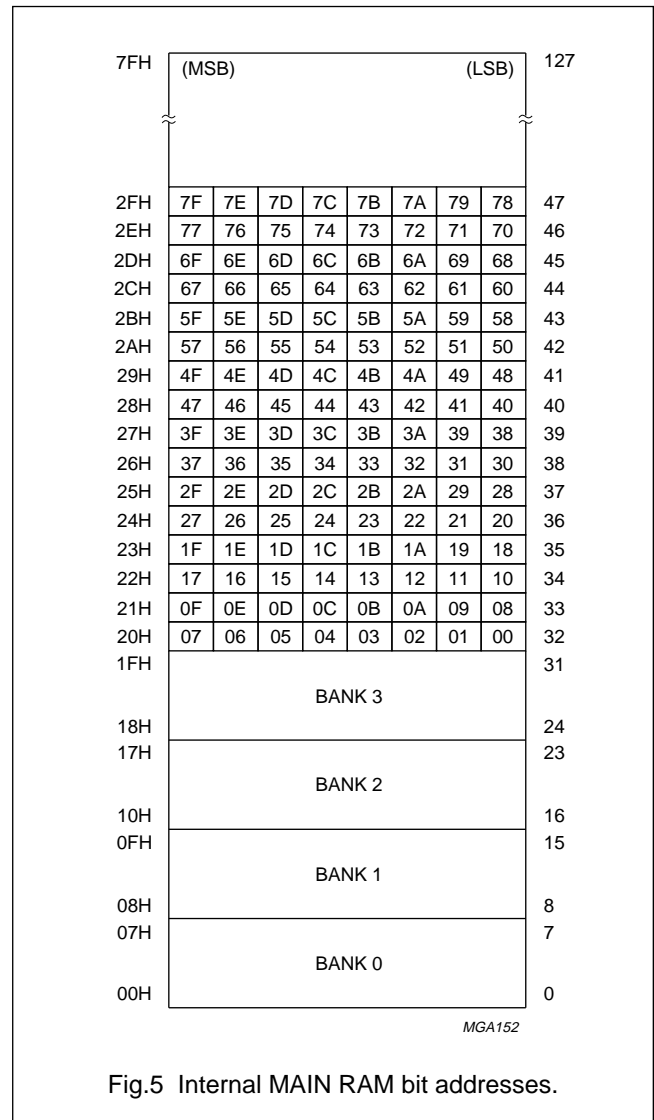 7FH (MSB) (LSB) 127
2FH 7F 7E 7D 7C 7B 7A 79 78 47
2EH 77 76 75 74 73 72 71 70 46
2DH 6F 6E 6D 6C 6B 6A 69 68 45
2CH 67 66 65 64 63 62 61 60 44
2BH 5F 5E 5D 5C 5B 5A 59 58 43
2AH 57 56 55 54 53 52 51 50 42
29H 4F 4E 4D 4C 4B 4A 49 48 41
28H 47 46 45 44 43 42 41 40 40
27H 3F 3E 3D 3C 3B 3A 39 38 39
26H 37 36 35 34 33 32 31 30 38
25H 2F 2E 2D 2C 2B 2A 29 28 37
24H 27 26 25 24 23 22 21 20 36
23H 1F 1E 1D 1C 1B 1A 19 18 35
22H 17 16 15 14 13 12 11 10 34
21H 0F 0E 0D 0C 0B 0A 09 08 33
20H 07 06 05 04 03 02 01 00 32
1FH 31
BANK 3
18H 24
17H 23
BANK 2
10H 16
0FH 15
BANK 1
08H 8
07H 7
BANK 0
00H 0
MGA152
Fig.5 Internal MAIN RAM bit addresses.